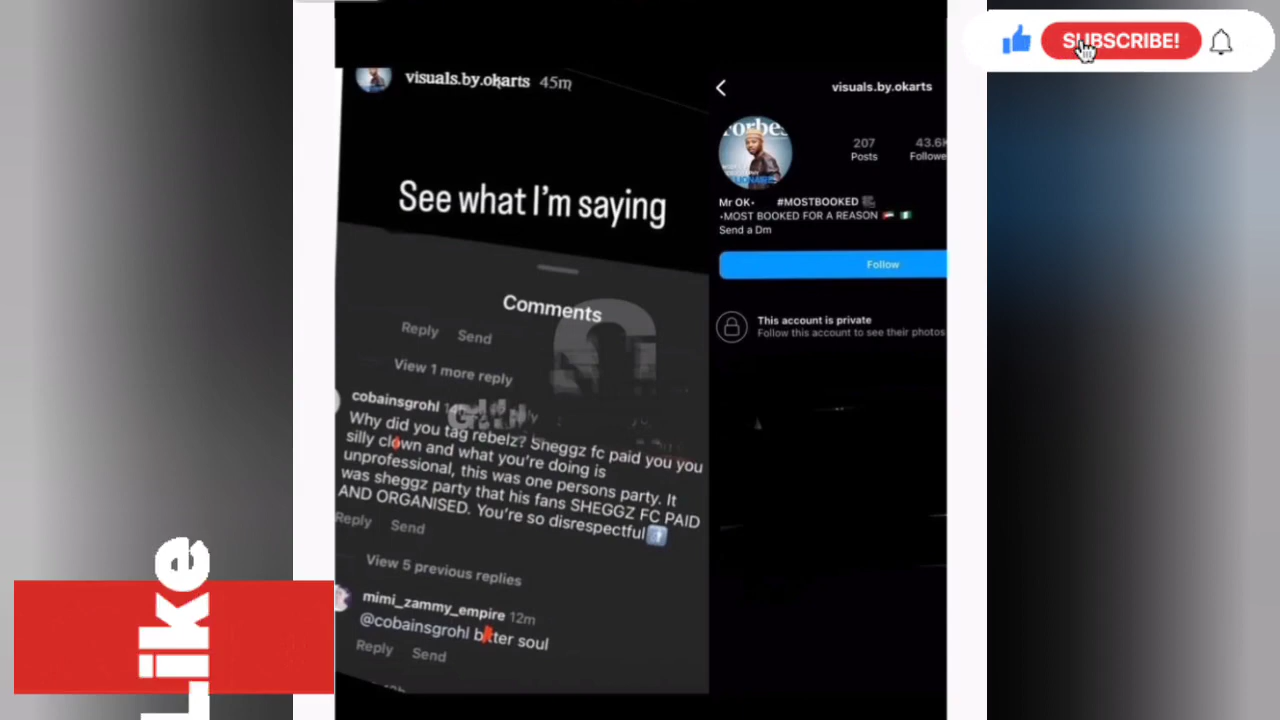 SUBSCRIBE!
visuals.by.okarts 45m
See what I'm saying
Comments
Reply Send
View 1 more reply
cobainsgrohl
Why did you tag rebelz? Sheggz fc paid you you
silly clown and what you're doing is
unprofessional, this was one persons party. It
was sheggz party that his fans SHEGGZ FC PAID
AND ORGANISED. You're so disrespectful
Reply Send
View 5 previous replies
mimi_zammy_empire 12m
@cobainsgrohl bitter soul
Reply Send
visuals.by.okarts
Forbes
207
Posts
43.6K
Followe
Mr OK• #MOSTBOOKED
•MOST BOOKED FOR A REASON
Send a Dm
Follow
This account is private
Follow this account to see their photos
Like